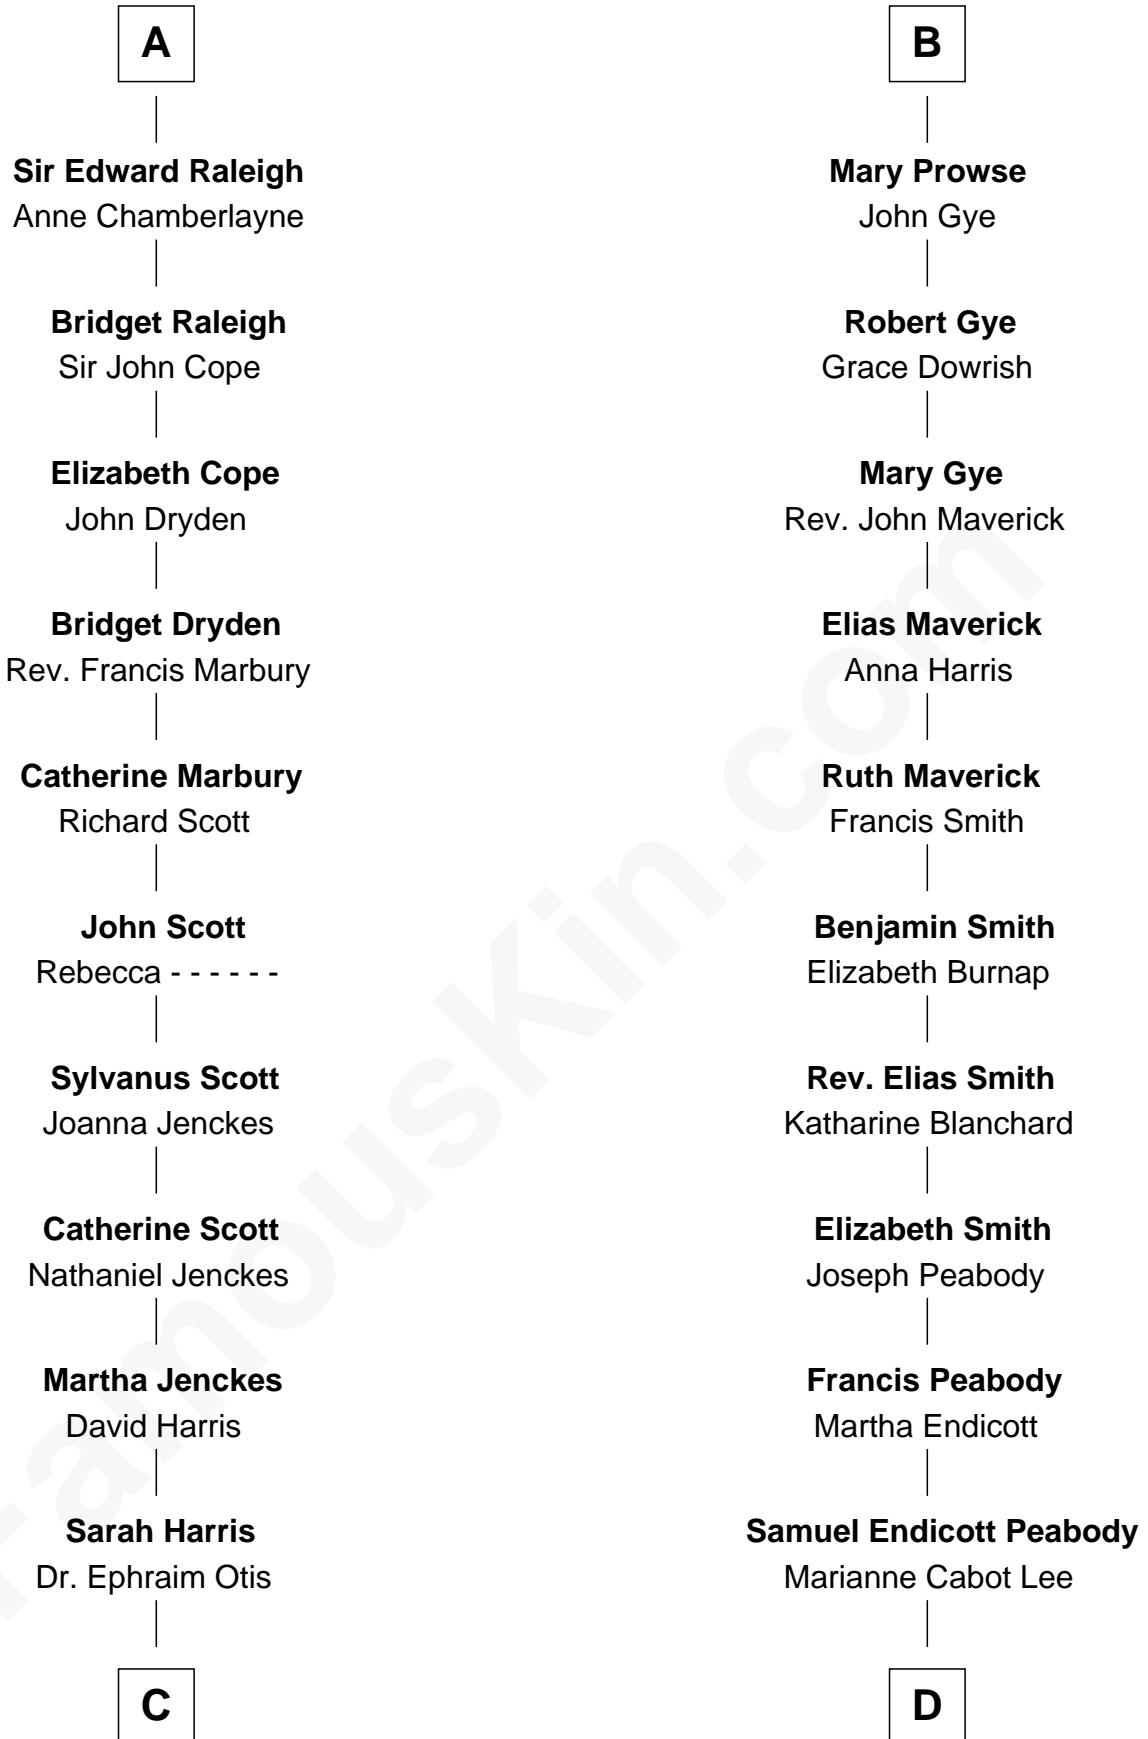 A
Sir Edward Raleigh
Anne Chamberlayne
Bridget Raleigh
Sir John Cope
Elizabeth Cope
John Dryden
Bridget Dryden
Rev. Francis Marbury
Catherine Marbury
Richard Scott
John Scott
Rebecca - - - - - -
Sylvanus Scott
Joanna Jenckes
Catherine Scott
Nathaniel Jenckes
Martha Jenckes
David Harris
Sarah Harris
Dr. Ephraim Otis
C
B
Mary Prowse
John Gye
Robert Gye
Grace Dowrish
Mary Gye
Rev. John Maverick
Elias Maverick
Anna Harris
Ruth Maverick
Francis Smith
Benjamin Smith
Elizabeth Burnap
Rev. Elias Smith
Katharine Blanchard
Elizabeth Smith
Joseph Peabody
Francis Peabody
Martha Endicott
Samuel Endicott Peabody
Marianne Cabot Lee
D
FamousKin.com